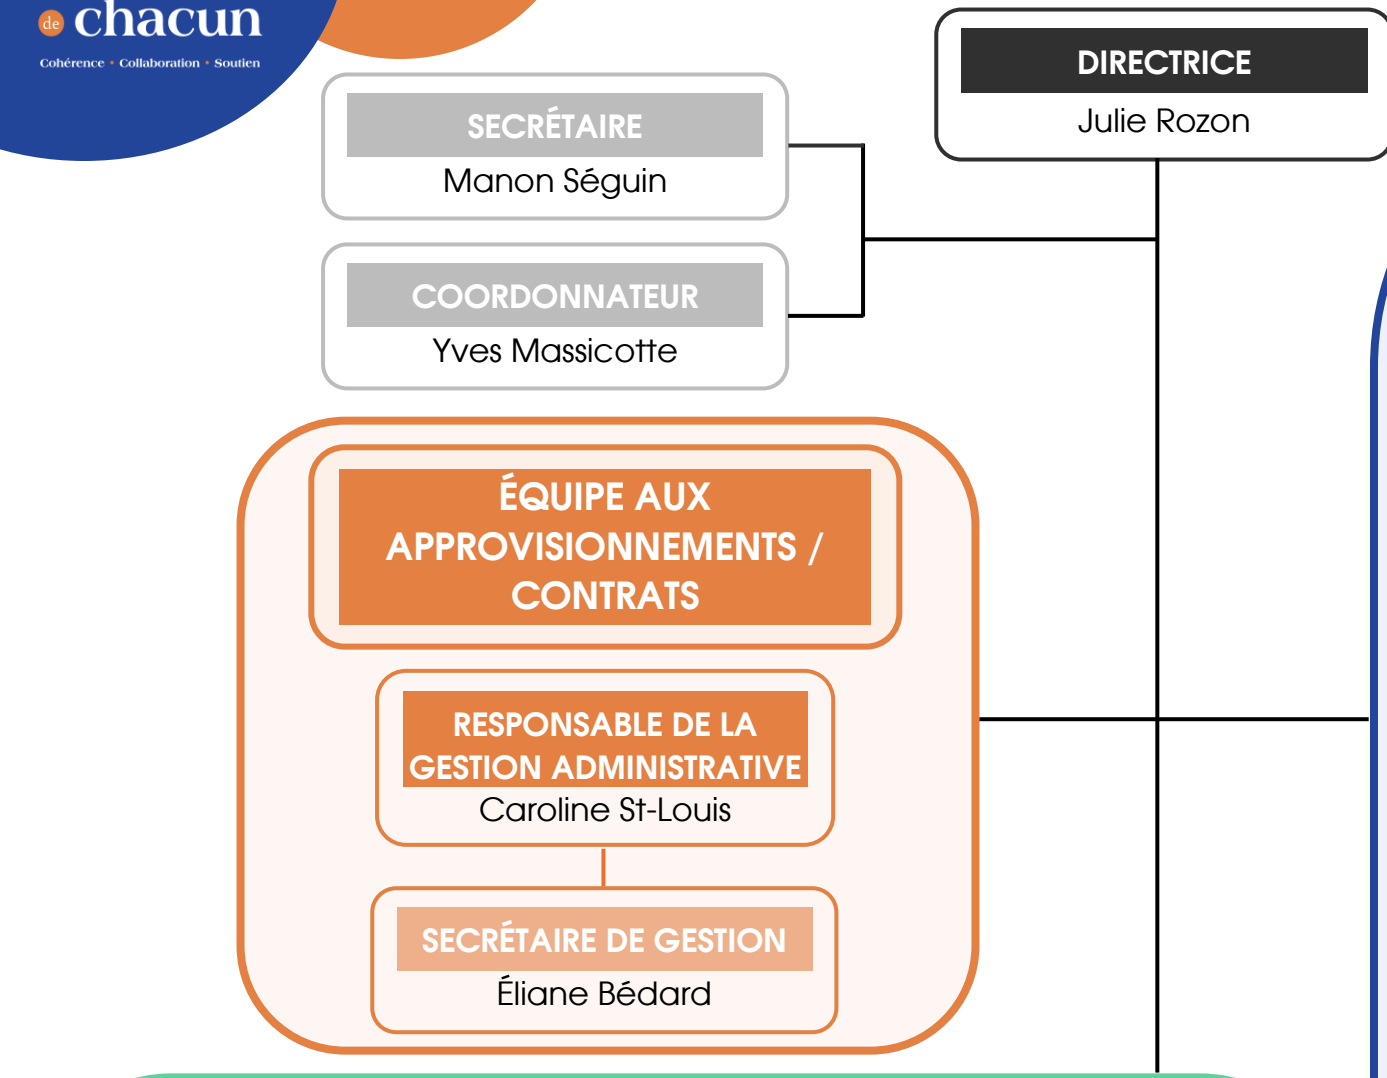 de chacun
Cohérence • Collaboration • Soutien
DIRECTRICE
Julie Rozon
SECRÉTAIRE
Manon Séguin
COORDONNATEUR
Yves Massicotte
ÉQUIPE AUX
APPROVISIONNEMENTS /
CONTRATS
RESPONSABLE DE LA
GESTION ADMINISTRATIVE
Caroline St-Louis
SECRÉTAIRE DE GESTION
Éliane Bédard